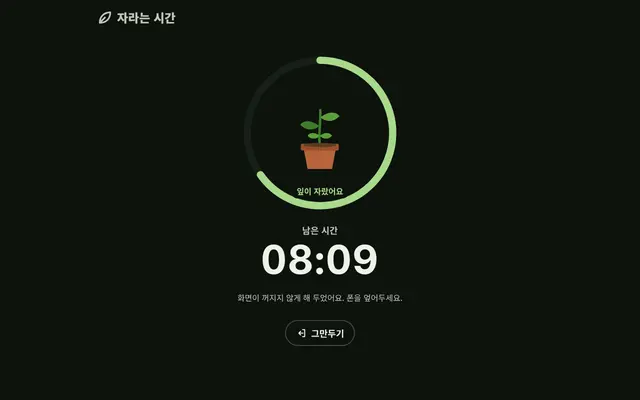 자라는 시간
잎이 자랐어요
남은 시간
08:09
화면이 꺼지지 않게 해 두었어요. 폰을 엎어두세요.
그만두기